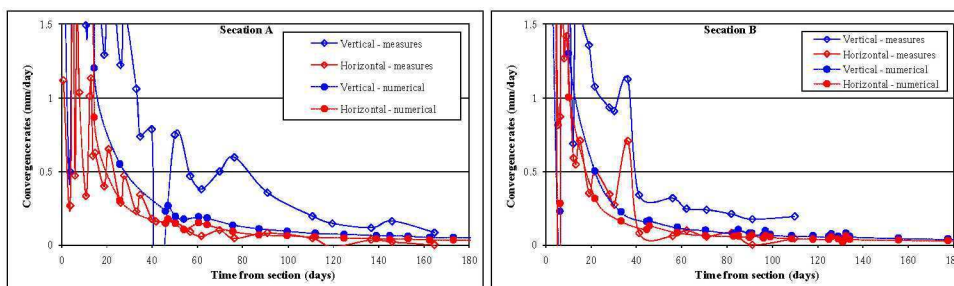 Secation A
Convergence rates (mm/day)
1.5
1
0.5
0
Vertical - measures
Horizontal - measures
Vertical - numerical
Horizontal - numerical
0 20 40 60 80 100 120 140 160 180
Time from section (days)
Secation B
Convergence rates (mm/day)
1.5
1
0.5
0
Vertical - measures
Horizontal - measures
Vertical - numerical
Horizontal - numerical
0 20 40 60 80 100 120 140 160 180
Time from section (days)